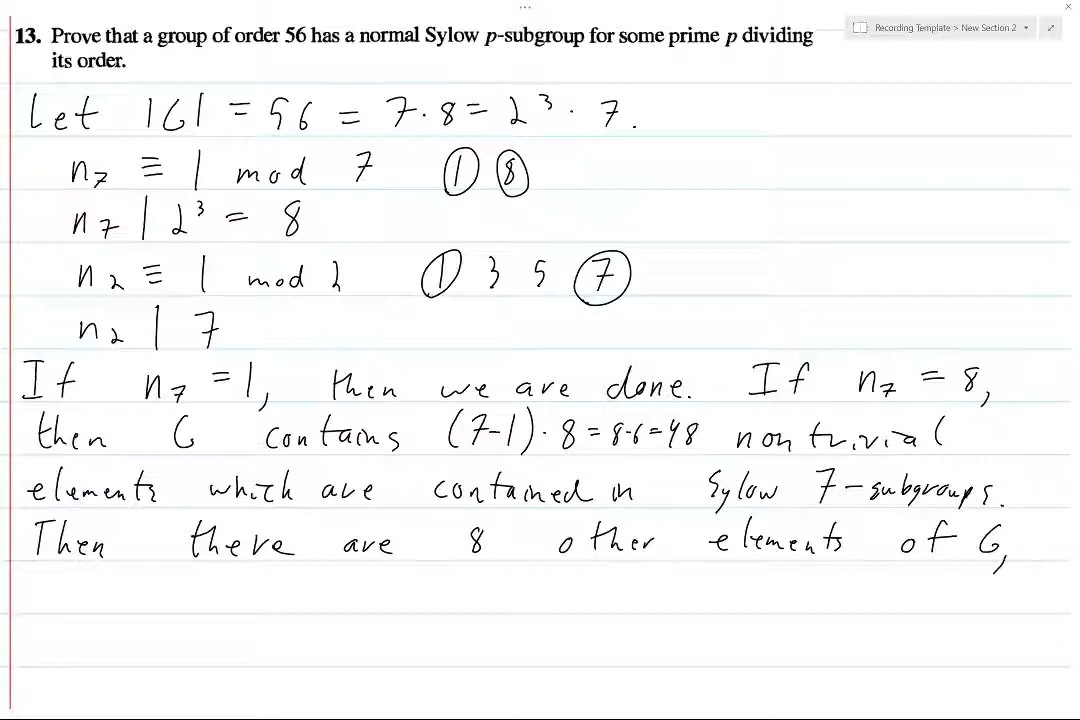 ...
Recording Template > New Section 2
13. Prove that a group of order 56 has a normal Sylow p-subgroup for some prime p dividing
its order.
Let |G| = 56 = 7·8 = 2³·7.
n₇ ≡ 1 mod 7 1 8
n₇ | 2³ = 8
n₂ ≡ 1 mod 2 1 3 5 7
n₂ | 7
If n₇ = 1, then we are done. If n₇ = 8,
then G contains (7-1)·8 = 8·6 = 48 nontrivial
elements which are contained in Sylow 7-subgroups.
Then there are 8 other elements of G,